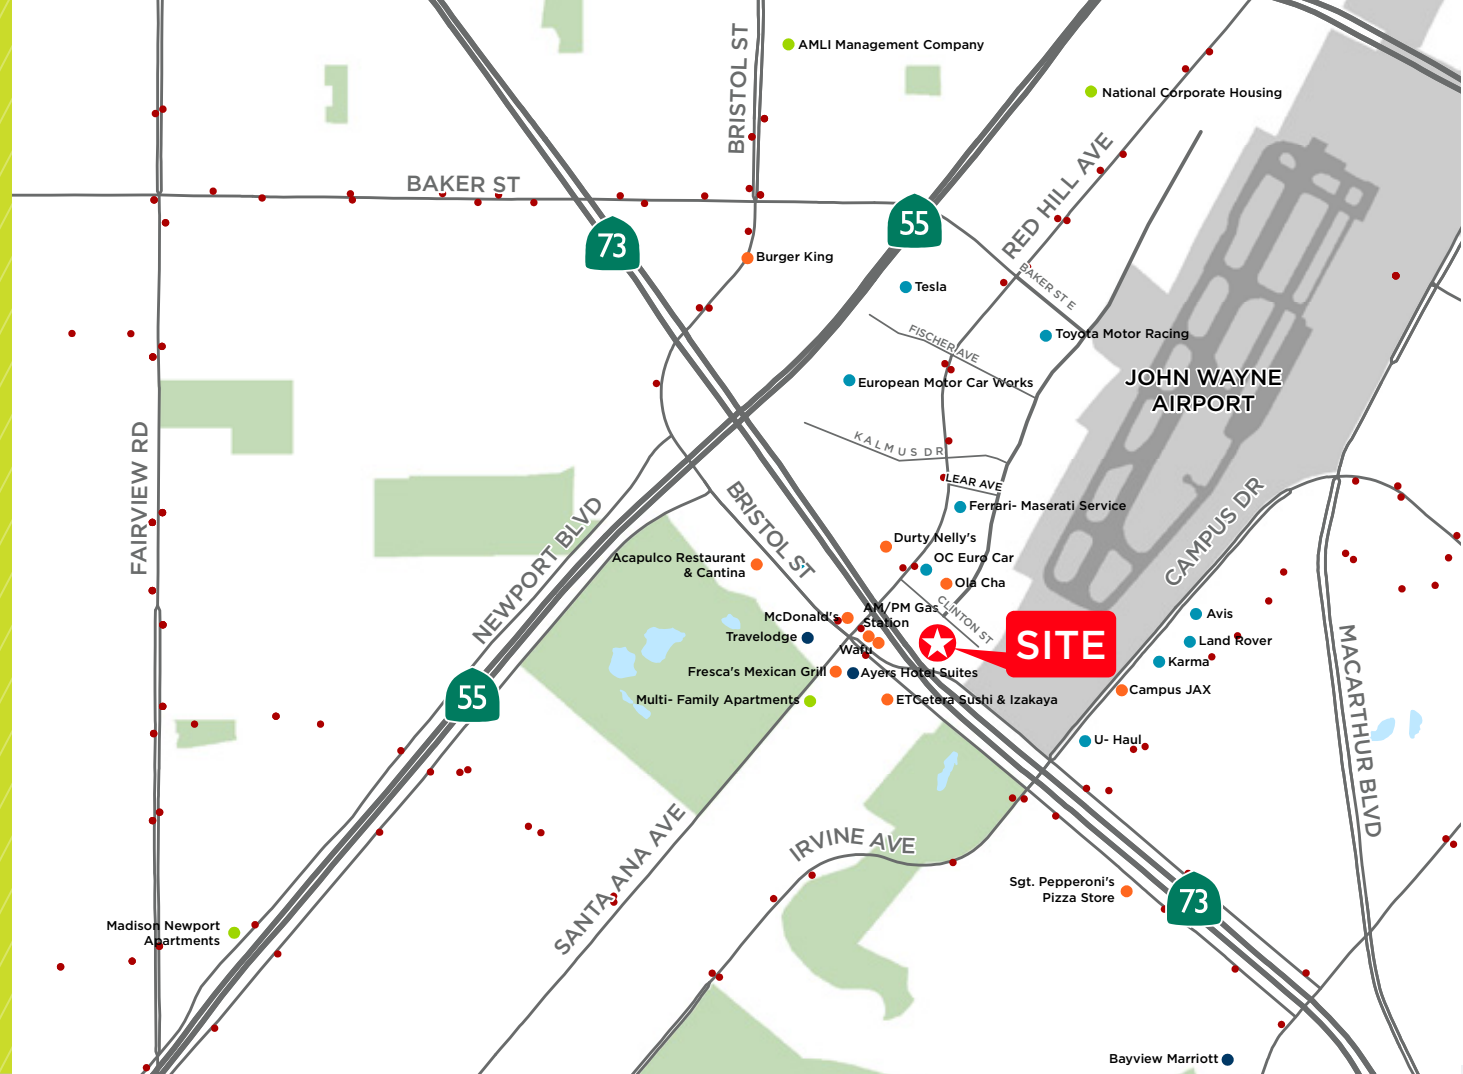 AMLI Management Company
BRISTOL ST
National Corporate Housing
BAKER ST
RED HILL AVE
55
73
Burger King
BAKER ST E
Tesla
FISCHER AVE
Toyota Motor Racing
European Motor Car Works
JOHN WAYNE
AIRPORT
FAIRVIEW RD
KALMUS DR
LEAR AVE
Ferrari- Maserati Service
BRISTOL ST
CAMPUS DR
NEWPORT BLVD
Durty Nelly's
Acapulco Restaurant
& Cantina
OC Euro Car
Ola Cha
CLINTON ST
AM/PM Gas
Station
McDonald's
Avis
Travelodge
Wafu
SITE
Land Rover
Karma
Fresca's Mexican Grill
Ayers Hotel Suites
Campus JAX
Multi- Family Apartments
ETCetera Sushi & Izakaya
55
U- Haul
MACARTHUR BLVD
SANTA ANA AVE
IRVINE AVE
Sgt. Pepperoni's
Pizza Store
73
Madison Newport
Apartments
Bayview Marriott